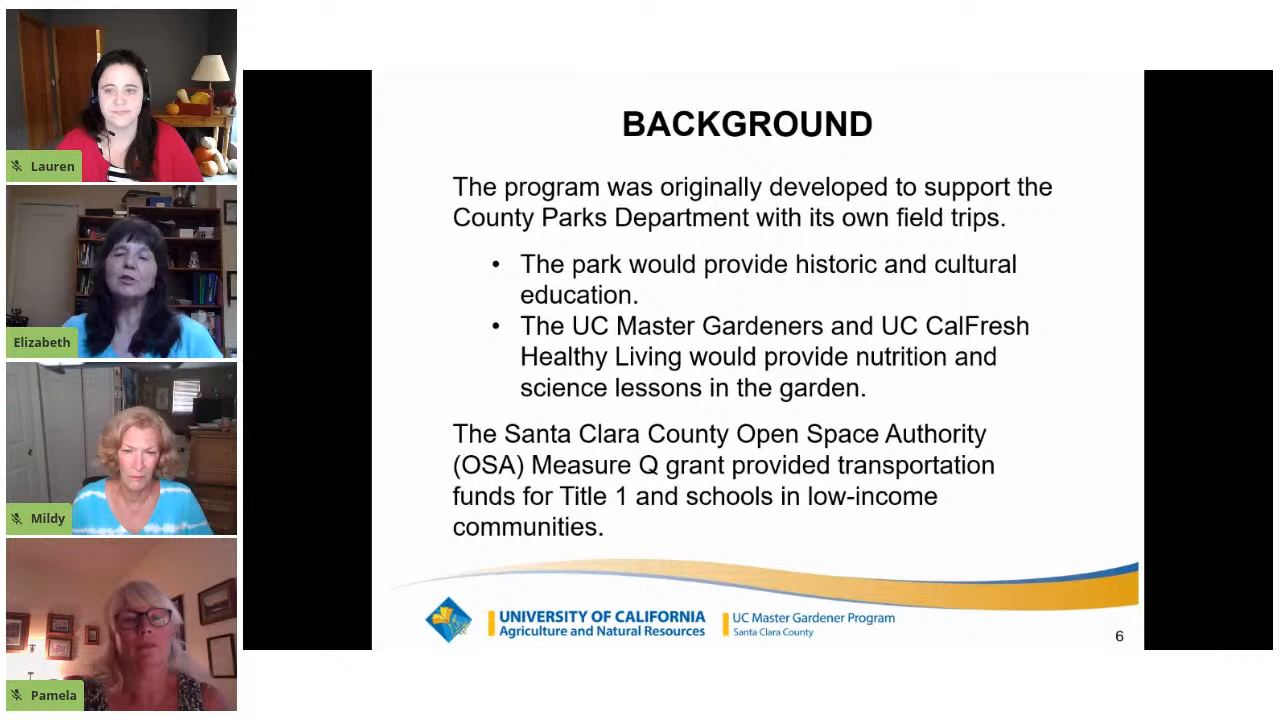 Lauren
Elizabeth
Mildy
Pamela
BACKGROUND
The program was originally developed to support the
County Parks Department with its own field trips.
• The park would provide historic and cultural
education.
• The UC Master Gardeners and UC CalFresh
Healthy Living would provide nutrition and
science lessons in the garden.
The Santa Clara County Open Space Authority
(OSA) Measure Q grant provided transportation
funds for Title 1 and schools in low-income
communities.
UNIVERSITY OF CALIFORNIA
Agriculture and Natural Resources
UC Master Gardener Program
Santa Clara County
6